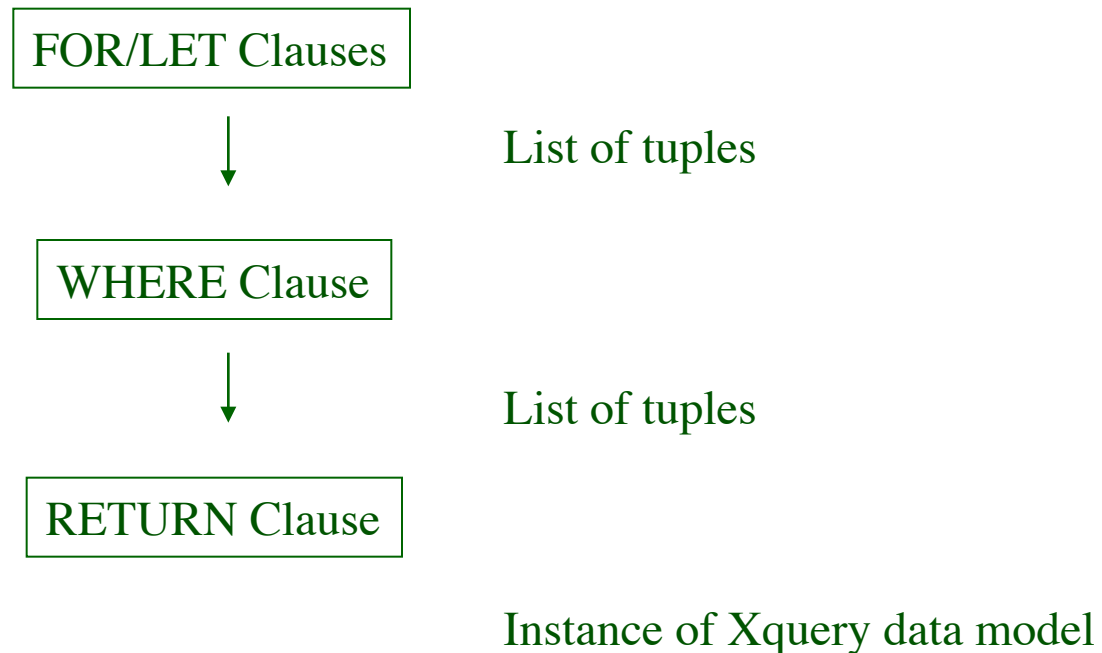 FOR/LET Clauses
List of tuples
WHERE Clause
List of tuples
RETURN Clause
Instance of Xquery data model